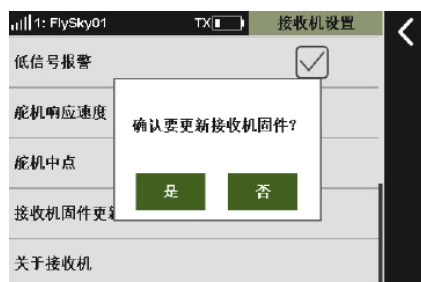 1: FlySky01 TX 接收机设置
低信号报警
舵机响应速度
确认要更新接收机固件?
舵机中点
是 否
接收机固件更新
关于接收机